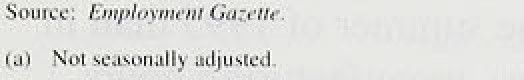 Source: Employment Gazette.
(a) Not seasonally adjusted.